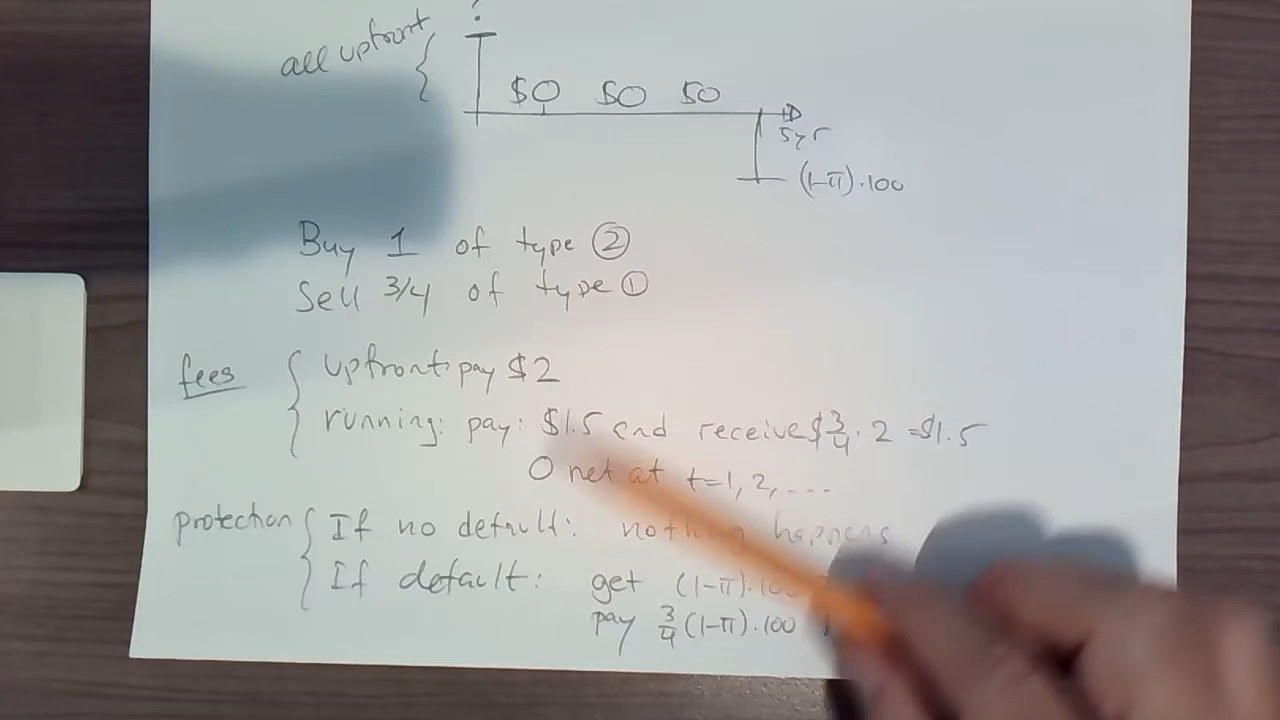 ?
all upfront
$0 $0 $0
5yr
(1-π).100
Buy 1 of type ②
Sell 3/4 of type ①
fees
upfront: pay $2
running: pay: $1.5 and receive $3/4 . 2 = $1.5
0 net at t=1, 2, ....
protection
If no default: nothing happens
If default: get (1-π).100
pay 3/4 (1-π).100